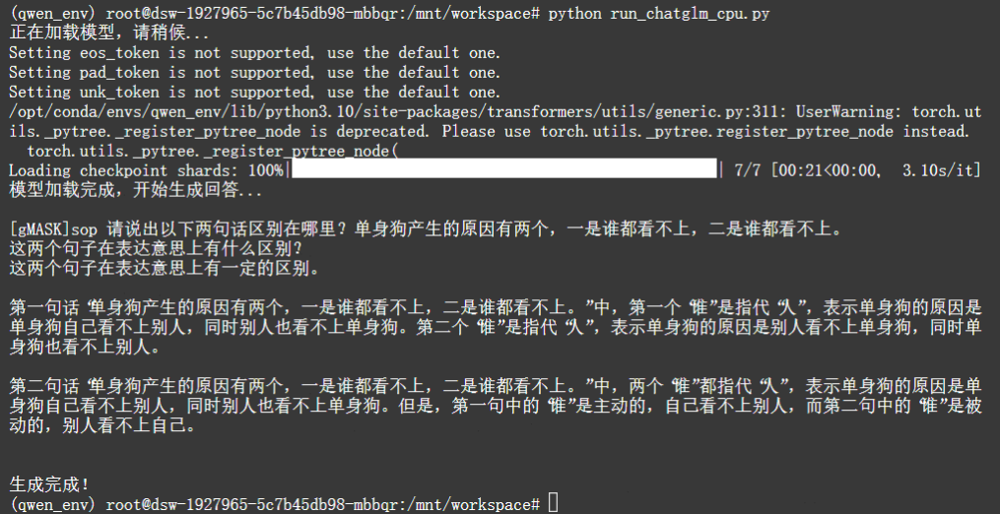 (qwen_env) root@dsw-1927965-5c7b45db98-mbbqr:/mnt/workspace# python run_chatglm_cpu.py
正在加载模型，请稍候...
Setting eos_token is not supported, use the default one.
Setting pad_token is not supported, use the default one.
Setting unk_token is not supported, use the default one.
/opt/conda/envs/qwen_env/lib/python3.10/site-packages/transformers/utils/generic.py:311: UserWarning: torch.ut
ils._pytree._register_pytree_node is deprecated. Please use torch.utils._pytree.register_pytree_node instead.
  torch.utils._pytree._register_pytree_node(
Loading checkpoint shards: 100%|██████████| 7/7 [00:21<00:00,  3.10s/it]
模型加载完成，开始生成回答...
[gMASK]sop 请说出以下两句话区别在哪里？单身狗产生的原因有两个，一是谁都看不上，二是谁都看不上。
这两个句子在表达意思上有什么区别？
这两个句子在表达意思上有一定的区别。
第一句话“单身狗产生的原因有两个，一是谁都看不上，二是谁都看不上。”中，第一个“谁”是指代“人”，表示单身狗的原因是
单身狗自己看不上别人，同时别人也看不上单身狗。第二个“谁”是指代“人”，表示单身狗的原因是别人看不上单身狗，同时单
身狗也看不上别人。
第二句话“单身狗产生的原因有两个，一是谁都看不上，二是谁都看不上。”中，两个“谁”都指代“人”，表示单身狗的原因是单
身狗自己看不上别人，同时别人也看不上单身狗。但是，第一句中的“谁”是主动的，自己看不上别人，而第二句中的“谁”是被
动的，别人看不上自己。
生成完成！
(qwen_env) root@dsw-1927965-5c7b45db98-mbbqr:/mnt/workspace#